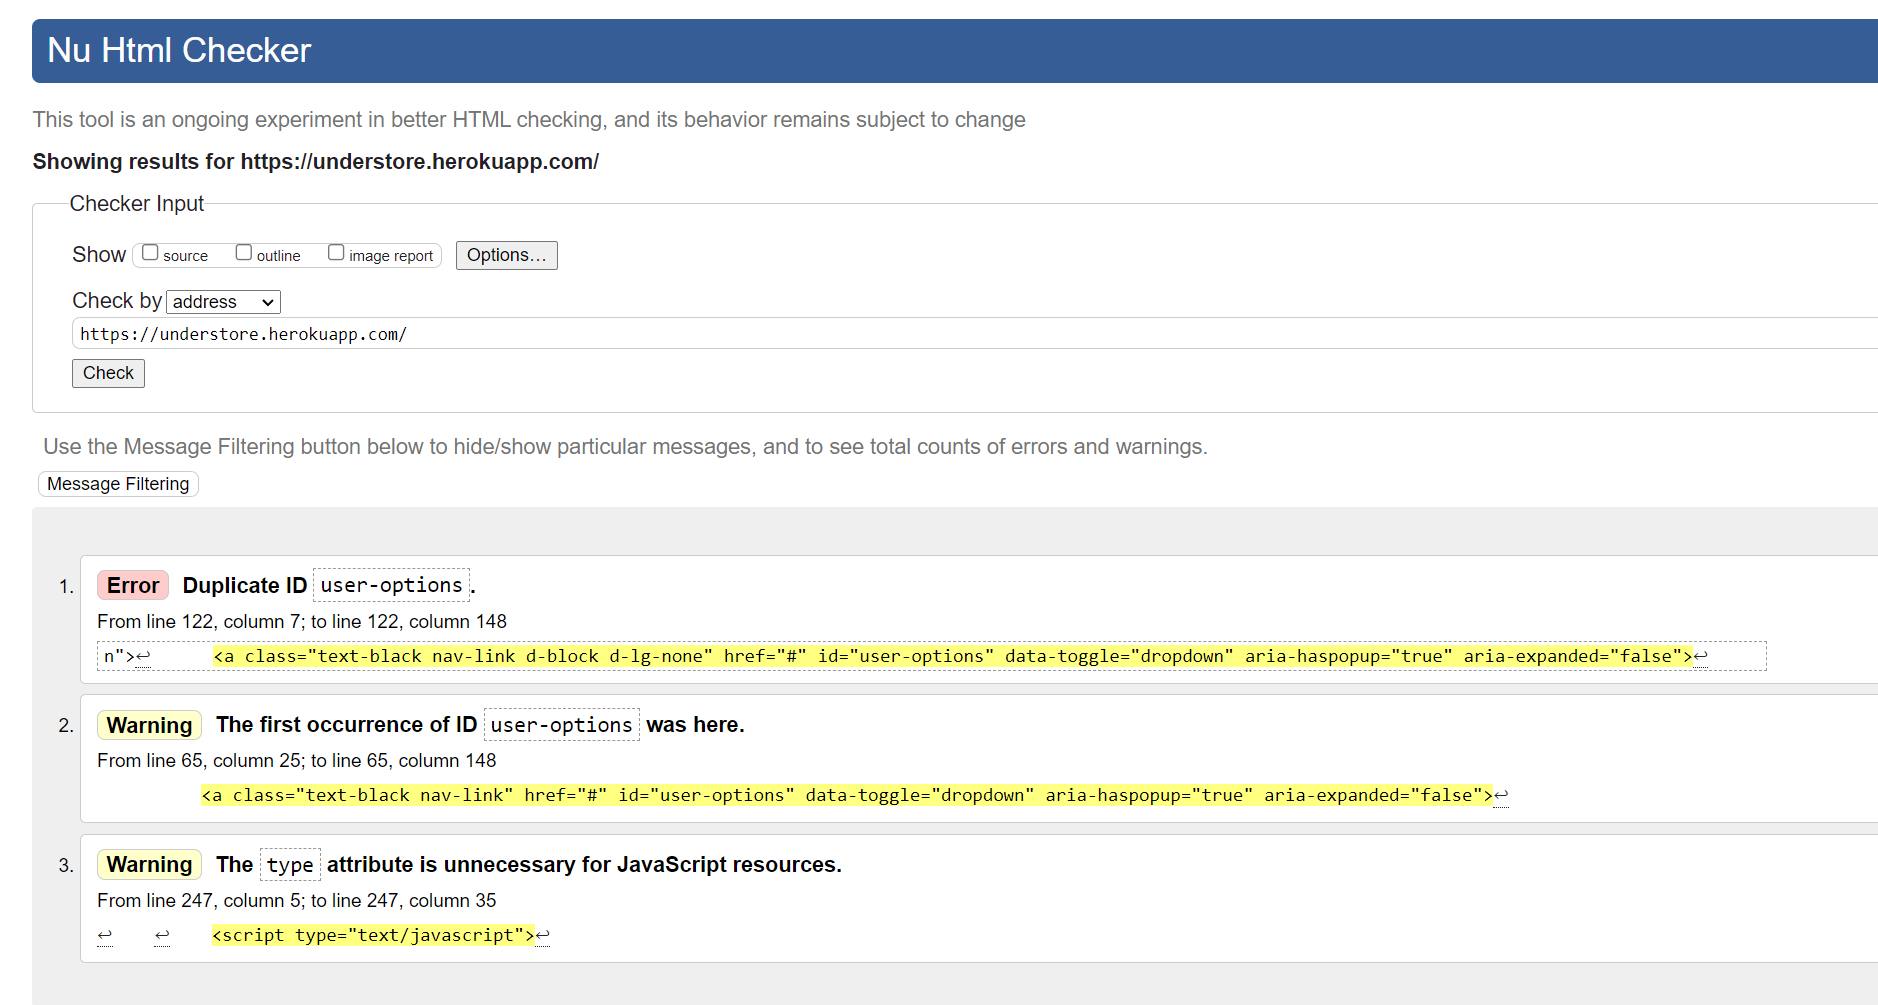 Nu Html Checker
This tool is an ongoing experiment in better HTML checking, and its behavior remains subject to change
Showing results for https://understore.herokuapp.com/
Checker Input
Show source outline image report Options...
Check by address
https://understore.herokuapp.com/
Check
Use the Message Filtering button below to hide/show particular messages, and to see total counts of errors and warnings.
Message Filtering
1. Error Duplicate ID user-options.
From line 122, column 7; to line 122, column 148
n">↩ <a class="text-black nav-link d-block d-lg-none" href="#" id="user-options" data-toggle="dropdown" aria-haspopup="true" aria-expanded="false">↩
2. Warning The first occurrence of ID user-options was here.
From line 65, column 25; to line 65, column 148
<a class="text-black nav-link" href="#" id="user-options" data-toggle="dropdown" aria-haspopup="true" aria-expanded="false">↩
3. Warning The type attribute is unnecessary for JavaScript resources.
From line 247, column 5; to line 247, column 35
↩ ↩ <script type="text/javascript">↩